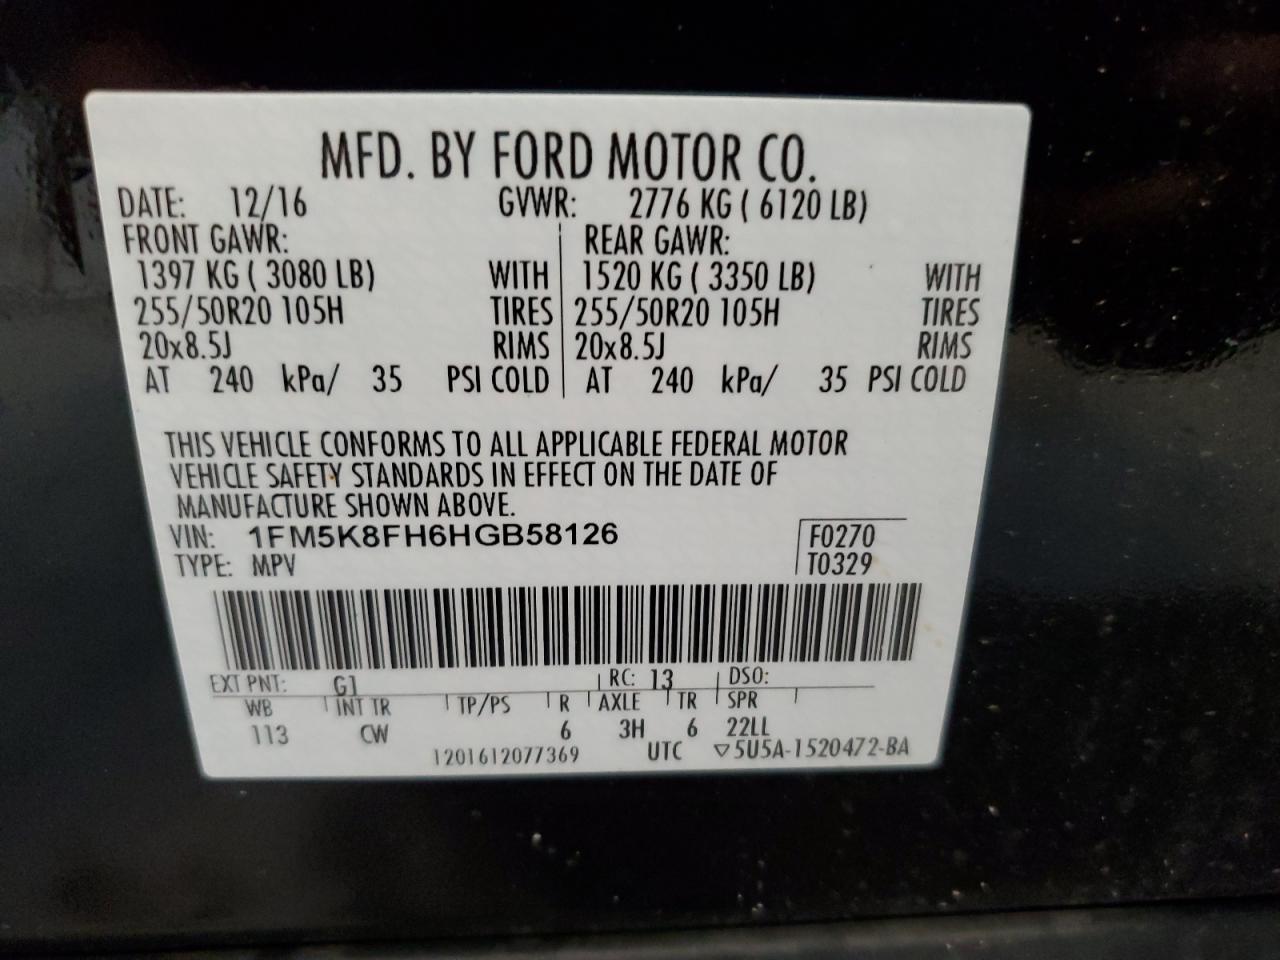 MFD. BY FORD MOTOR CO.
DATE: 12/16 GVWR: 2776 KG ( 6120 LB)
FRONT GAWR: REAR GAWR:
1397 KG ( 3080 LB) WITH 1520 KG ( 3350 LB) WITH
255/50R20 105H TIRES 255/50R20 105H TIRES
20x8.5J RIMS 20x8.5J RIMS
AT 240 kPa/ 35 PSI COLD AT 240 kPa/ 35 PSI COLD
THIS VEHICLE CONFORMS TO ALL APPLICABLE FEDERAL MOTOR
VEHICLE SAFETY STANDARDS IN EFFECT ON THE DATE OF
MANUFACTURE SHOWN ABOVE.
VIN: 1FM5K8FH6HGB58126 F0270
TYPE: MPV T0329
EXT PNT: G1 RC: 13 DSO:
WB INT TR TP/PS R AXLE TR SPR
113 CW 6 3H 6 22LL
1201612077369 UTC ▽5U5A-1520472-BA